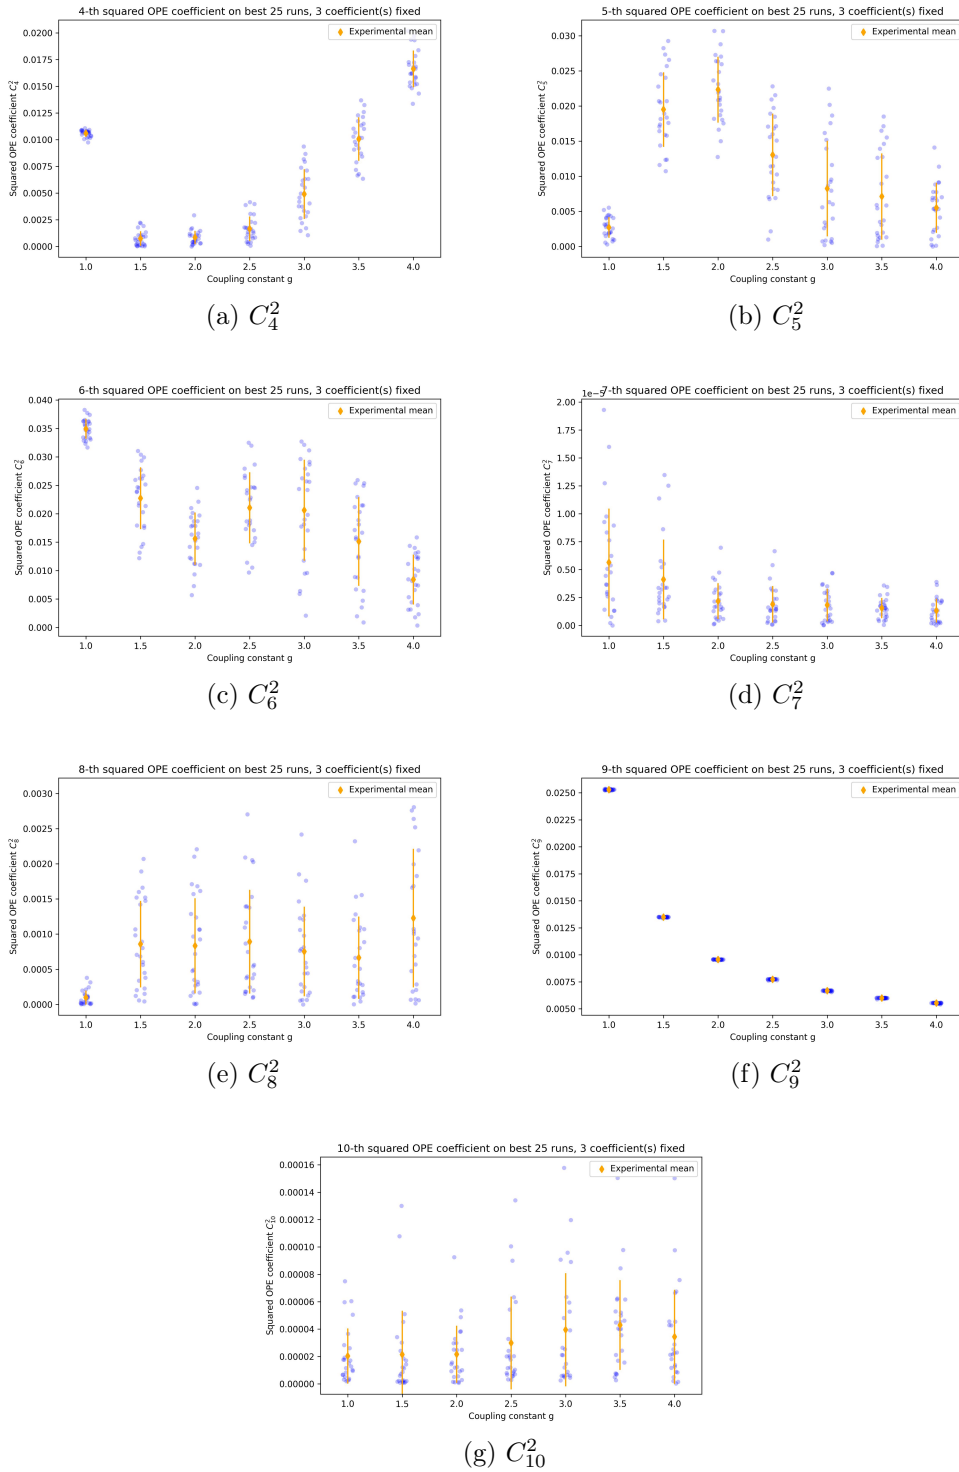 4-th squared OPE coefficient on best 25 runs, 3 coefficient(s) fixed
Experimental mean
Squared OPE coefficient C₄²
0.0200
0.0175
0.0150
0.0125
0.0100
0.0075
0.0050
0.0025
0.0000
1.0 1.5 2.0 2.5 3.0 3.5 4.0
Coupling constant g
(a) C₄²
5-th squared OPE coefficient on best 25 runs, 3 coefficient(s) fixed
Experimental mean
Squared OPE coefficient C₅²
0.030
0.025
0.020
0.015
0.010
0.005
0.000
1.0 1.5 2.0 2.5 3.0 3.5 4.0
Coupling constant g
(b) C₅²
6-th squared OPE coefficient on best 25 runs, 3 coefficient(s) fixed
Experimental mean
Squared OPE coefficient C₆²
0.040
0.035
0.030
0.025
0.020
0.015
0.010
0.005
0.000
1.0 1.5 2.0 2.5 3.0 3.5 4.0
Coupling constant g
(c) C₆²
7-th squared OPE coefficient on best 25 runs, 3 coefficient(s) fixed
1e−5
Experimental mean
Squared OPE coefficient C₇²
2.00
1.75
1.50
1.25
1.00
0.75
0.50
0.25
0.00
1.0 1.5 2.0 2.5 3.0 3.5 4.0
Coupling constant g
(d) C₇²
8-th squared OPE coefficient on best 25 runs, 3 coefficient(s) fixed
Experimental mean
Squared OPE coefficient C₈²
0.0030
0.0025
0.0020
0.0015
0.0010
0.0005
0.0000
1.0 1.5 2.0 2.5 3.0 3.5 4.0
Coupling constant g
(e) C₈²
9-th squared OPE coefficient on best 25 runs, 3 coefficient(s) fixed
Experimental mean
Squared OPE coefficient C₉²
0.0250
0.0225
0.0200
0.0175
0.0150
0.0125
0.0100
0.0075
0.0050
1.0 1.5 2.0 2.5 3.0 3.5 4.0
Coupling constant g
(f) C₉²
10-th squared OPE coefficient on best 25 runs, 3 coefficient(s) fixed
Experimental mean
Squared OPE coefficient C₁₀²
0.00016
0.00014
0.00012
0.00010
0.00008
0.00006
0.00004
0.00002
0.00000
1.0 1.5 2.0 2.5 3.0 3.5 4.0
Coupling constant g
(g) C₁₀²